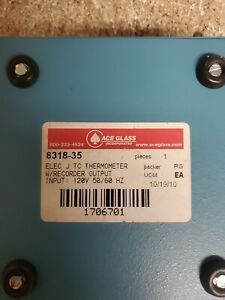 800-223-4524
ACE GLASS
INCORPORATED
www.aceglass.com
8318-35 pieces 1
ELEC J TC THERMOMETER packer RS
W/RECORDER OUTPUT UOM EA
INPUT: 120V 50/60 HZ 10/19/10
1706701